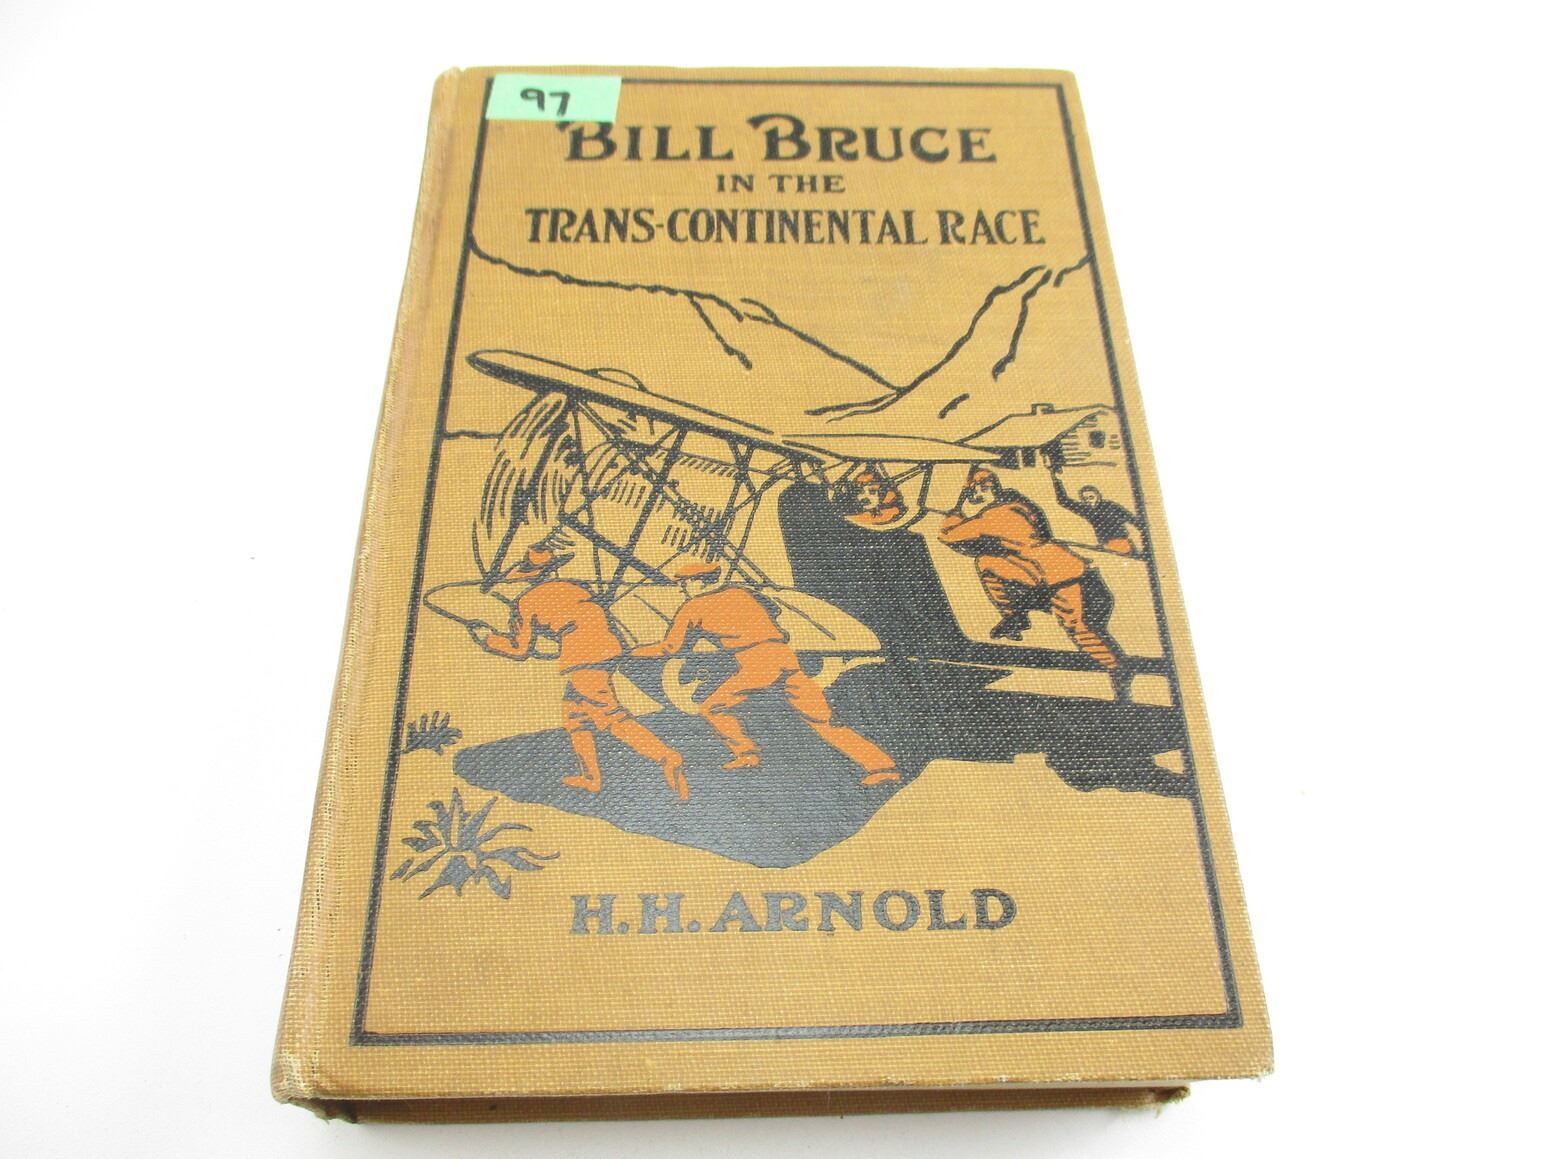 97
BILL BRUCE
IN THE
TRANS-CONTINENTAL RACE
H.H. ARNOLD